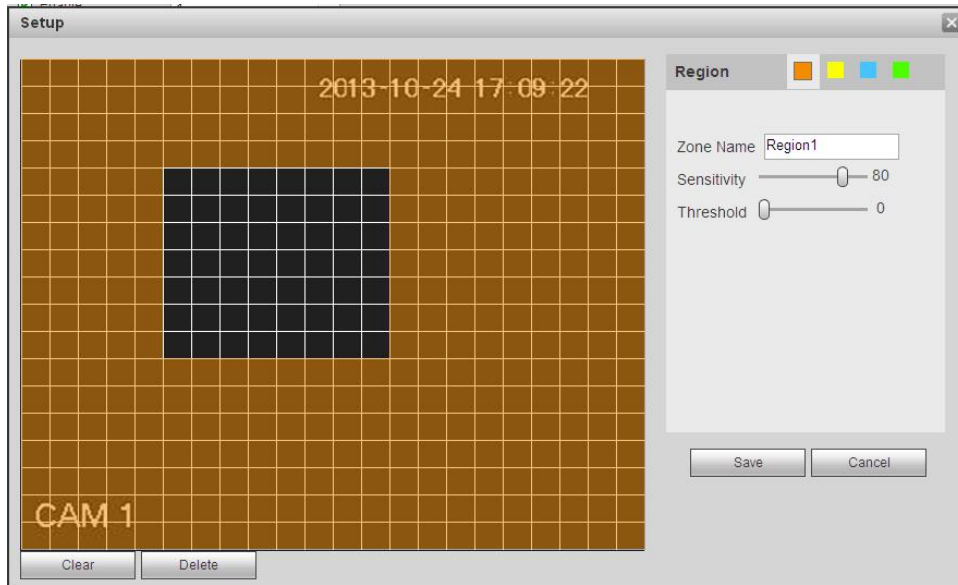 Setup
2013-10-24 17:09:22
Region
Zone Name Region1
Sensitivity 80
Threshold 0
Save Cancel
CAM 1
Clear Delete